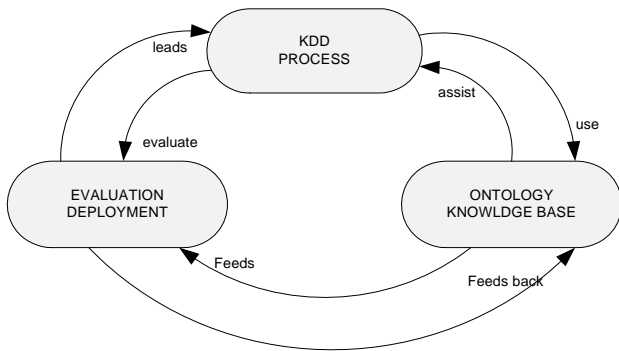 KDD
PROCESS
leads
assist
use
evaluate
EVALUATION
DEPLOYMENT
ONTOLOGY
KNOWLDGE BASE
Feeds
Feeds back